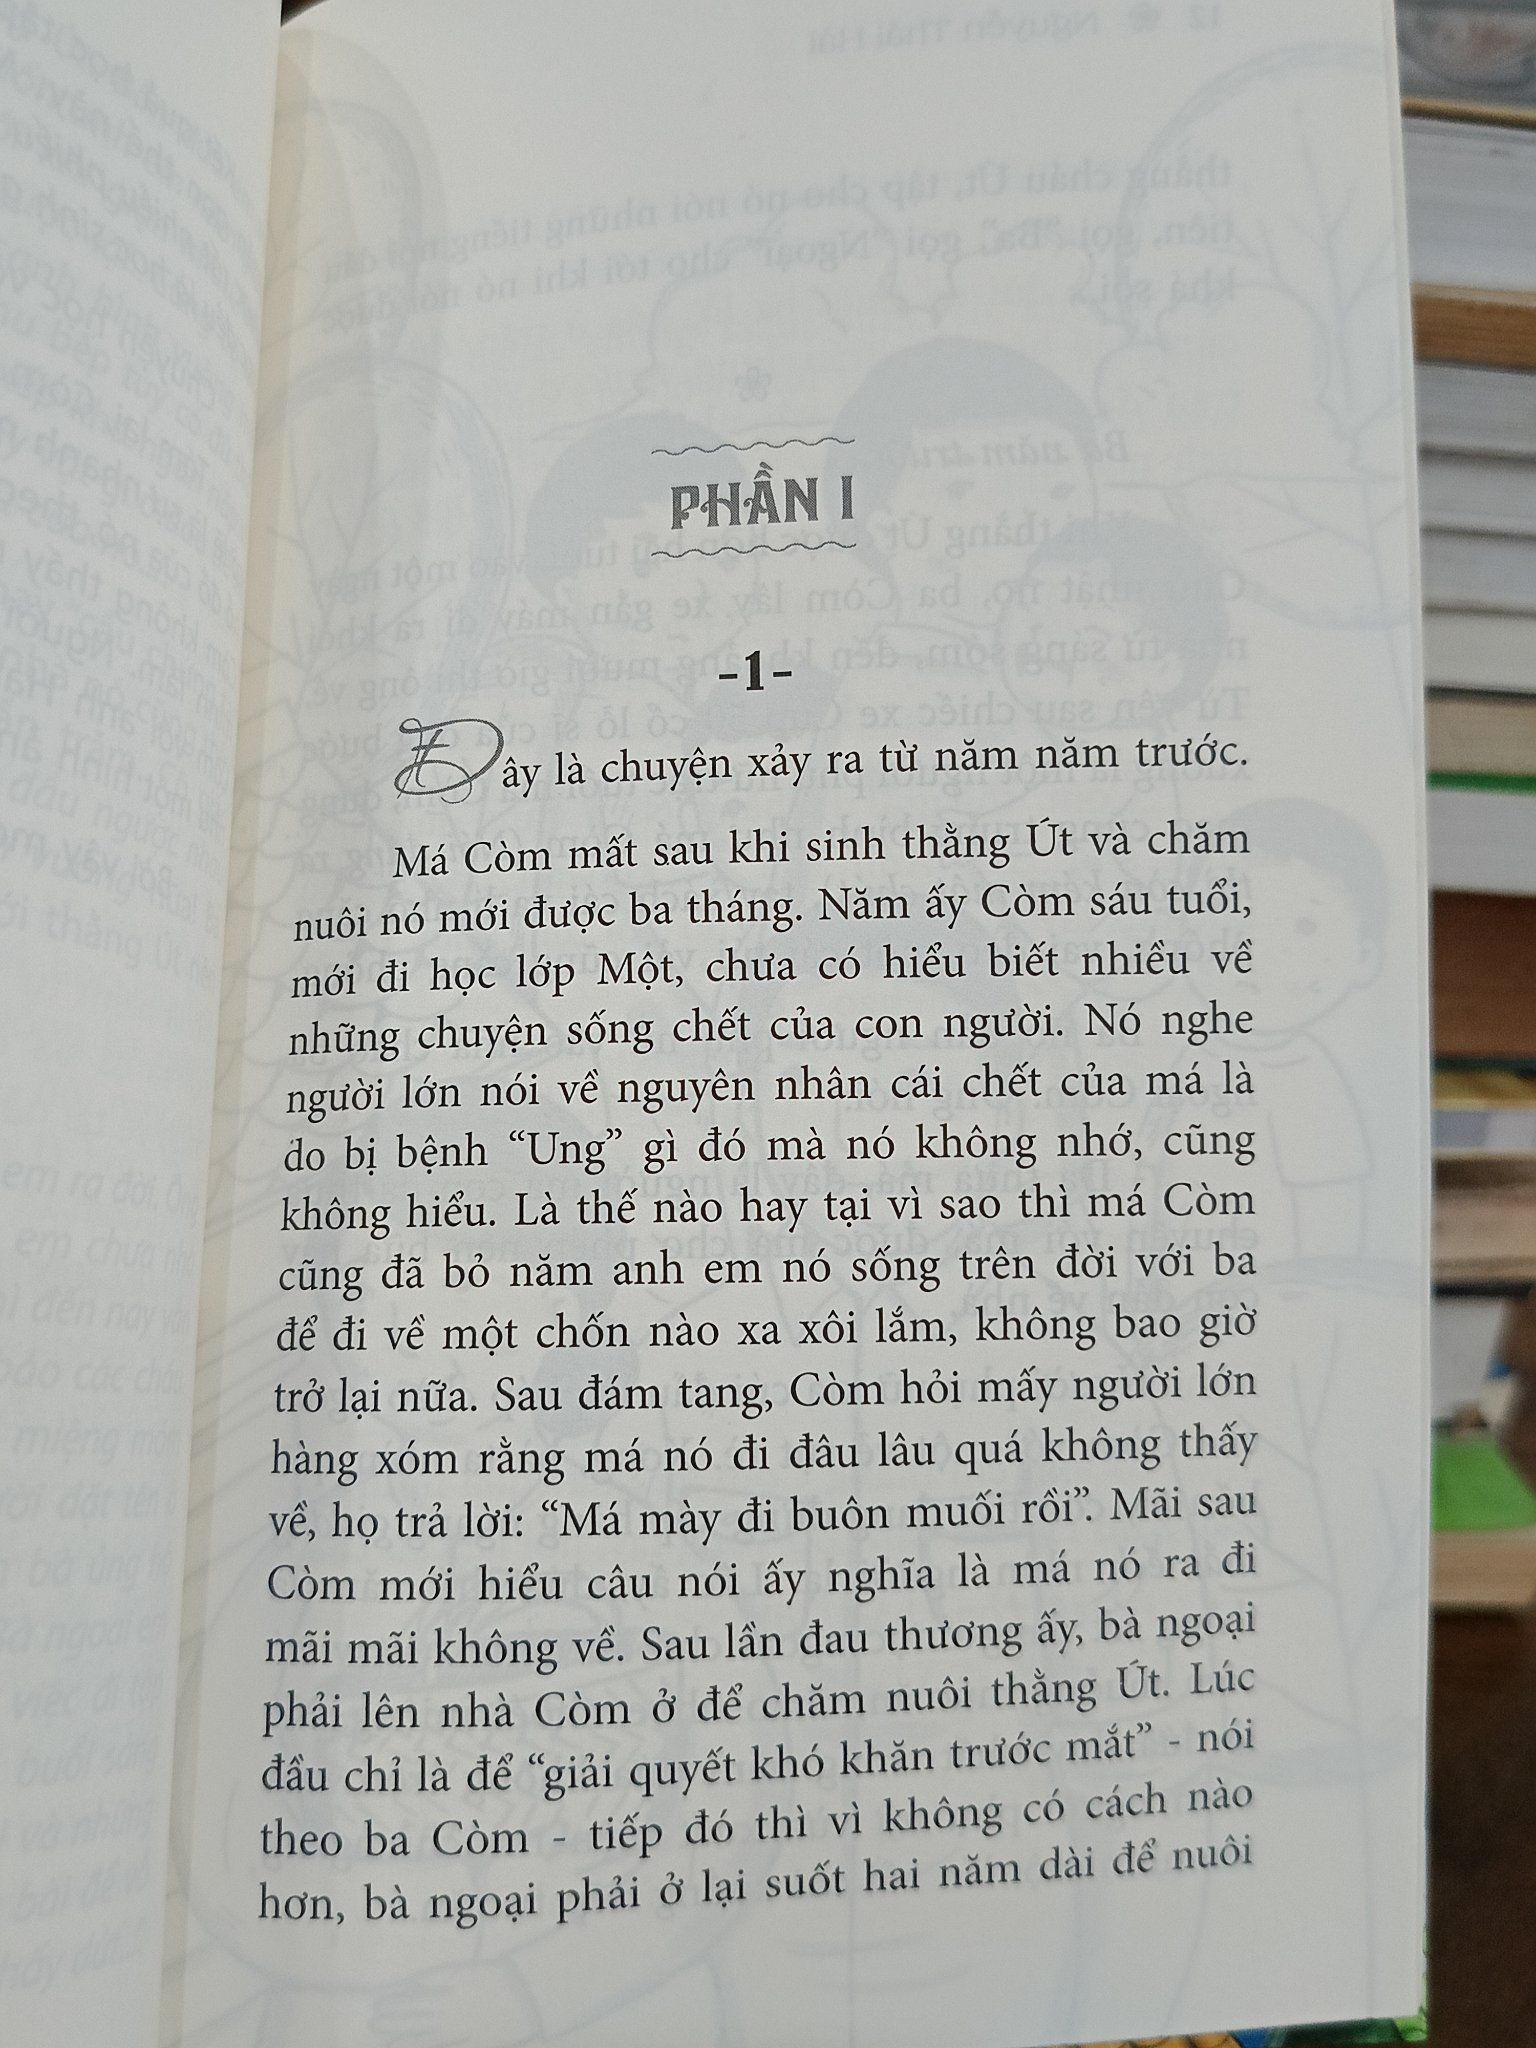 PHẦN I
-1-
Đây là chuyện xảy ra từ năm năm trước.
Má Còm mất sau khi sinh thằng Út và chăm
nuôi nó mới được ba tháng. Năm ấy Còm sáu tuổi,
mới đi học lớp Một, chưa có hiểu biết nhiều về
những chuyện sống chết của con người. Nó nghe
người lớn nói về nguyên nhân cái chết của má là
do bị bệnh “Ung” gì đó mà nó không nhớ, cũng
không hiểu. Là thế nào hay tại vì sao thì má Còm
cũng đã bỏ năm anh em nó sống trên đời với ba
để đi về một chốn nào xa xôi lắm, không bao giờ
trở lại nữa. Sau đám tang, Còm hỏi mấy người lớn
hàng xóm rằng má nó đi đâu lâu quá không thấy
về, họ trả lời: “Má mày đi buôn muối rồi”. Mãi sau
Còm mới hiểu câu nói ấy nghĩa là má nó ra đi
mãi mãi không về. Sau lần đau thương ấy, bà ngoại
phải lên nhà Còm ở để chăm nuôi thằng Út. Lúc
đầu chỉ là để “giải quyết khó khăn trước mắt” - nói
theo ba Còm - tiếp đó thì vì không có cách nào
hơn, bà ngoại phải ở lại suốt hai năm dài để nuôi